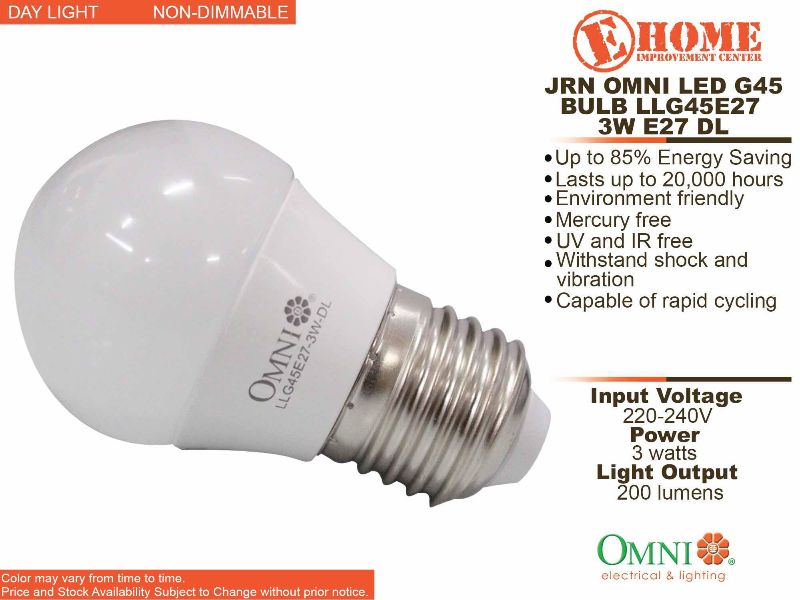 DAY LIGHT NON-DIMMABLE
E HOME
IMPROVEMENT CENTER
JRN OMNI LED G45
BULB LLG45E27
3W E27 DL
•Up to 85% Energy Saving
•Lasts up to 20,000 hours
•Environment friendly
•Mercury free
•UV and IR free
•Withstand shock and
vibration
•Capable of rapid cycling
OMNI ®
LLG45E27-3W-DL
Input Voltage
220-240V
Power
3 watts
Light Output
200 lumens
OMNI ®
electrical & lighting
Color may vary from time to time.
Price and Stock Availability Subject to Change without prior notice.